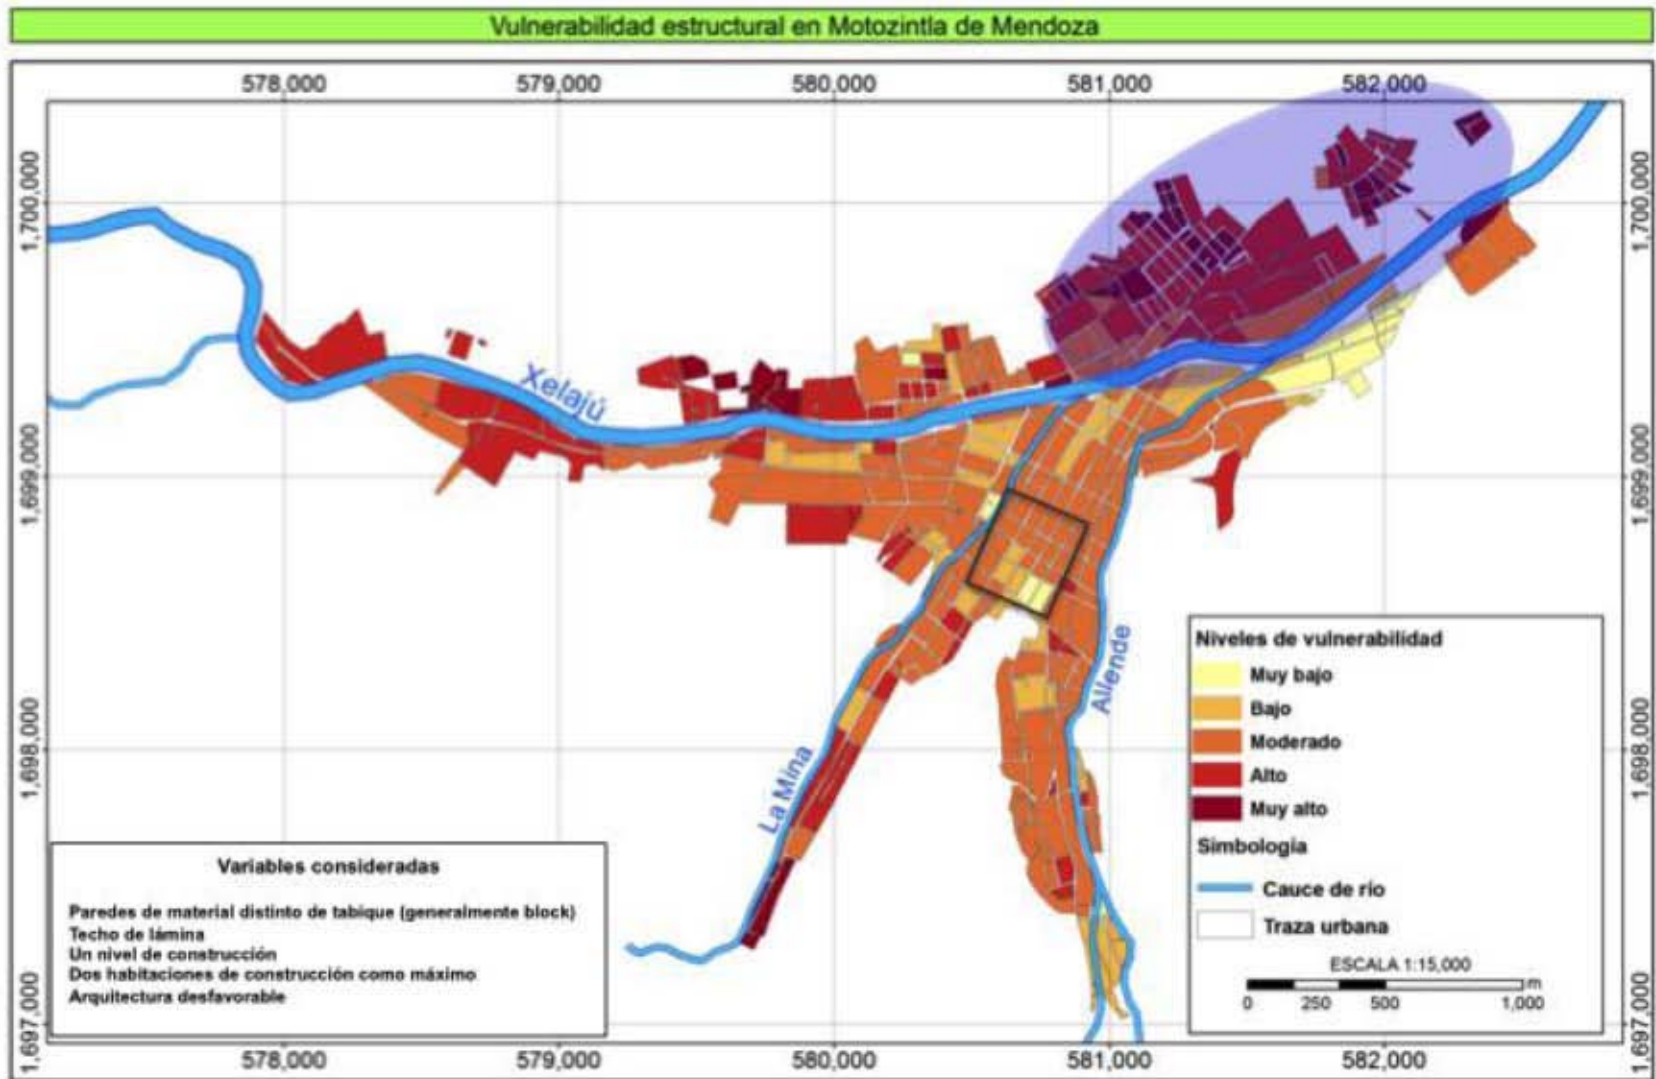 Vulnerabilidad estructural en Motozintla de Mendoza
578,000 579,000 580,000 581,000 582,000
1,700,000
1,700,000
Xelajú
1,699,000
1,699,000
Allende
Niveles de vulnerabilidad
Muy bajo
Bajo
Moderado
Alto
Muy alto
Simbología
Cauce de río
Traza urbana
ESCALA 1:15,000
m
0 250 500 1,000
1,698,000
1,698,000
La Mina
Variables consideradas
Paredes de material distinto de tabique (generalmente block)
Techo de lámina
Un nivel de construcción
Dos habitaciones de construcción como máximo
Arquitectura desfavorable
1,697,000
1,697,000
578,000 579,000 580,000 581,000 582,000